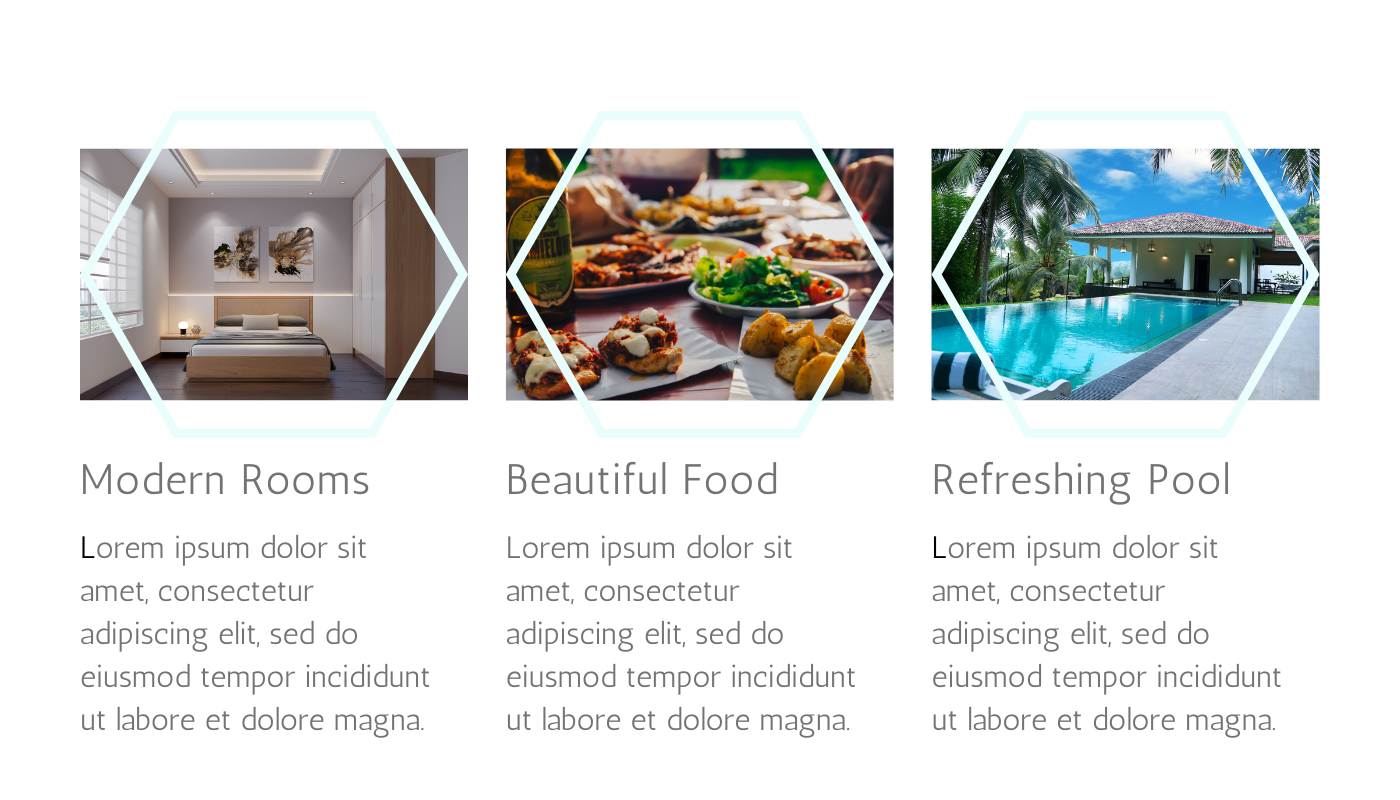 Modern Rooms
Lorem ipsum dolor sit
amet, consectetur
adipiscing elit, sed do
eiusmod tempor incididunt
ut labore et dolore magna.
Beautiful Food
Lorem ipsum dolor sit
amet, consectetur
adipiscing elit, sed do
eiusmod tempor incididunt
ut labore et dolore magna.
Refreshing Pool
Lorem ipsum dolor sit
amet, consectetur
adipiscing elit, sed do
eiusmod tempor incididunt
ut labore et dolore magna.